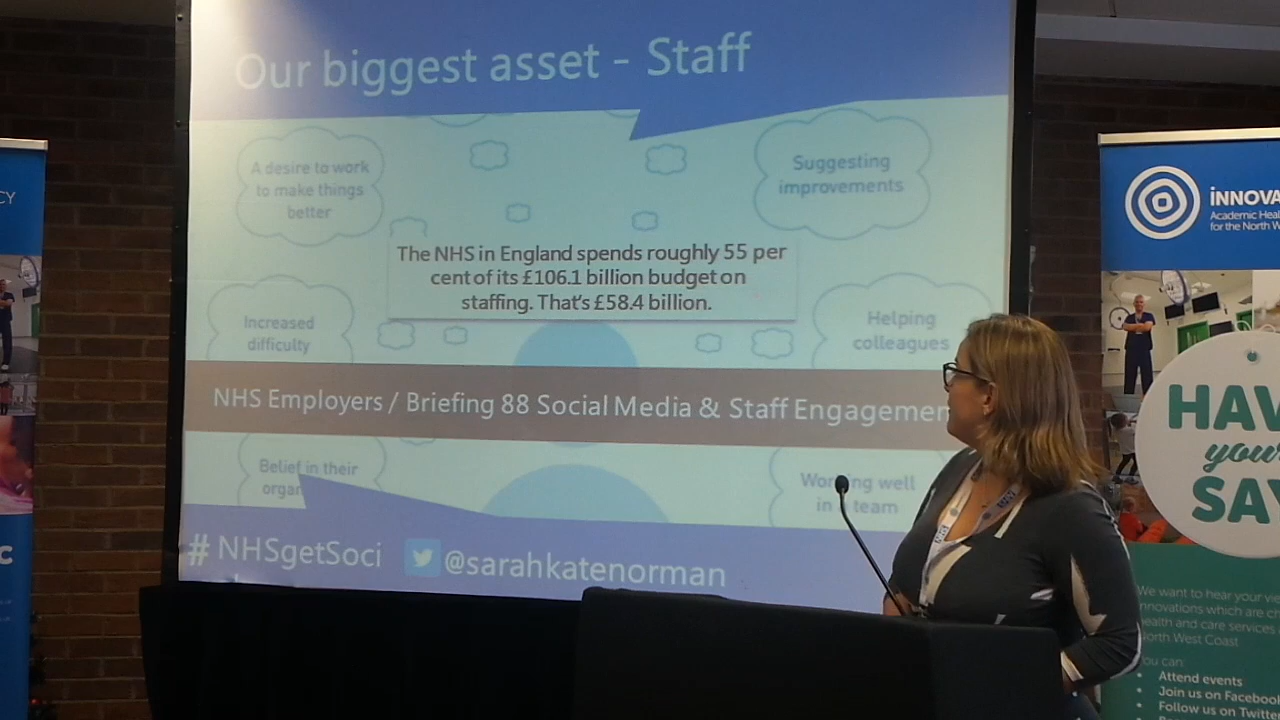 Our biggest asset - Staff
A desire to work
to make things
better
Suggesting
improvements
The NHS in England spends roughly 55 per
cent of its £106.1 billion budget on
staffing. That's £58.4 billion.
Increased
difficulty
Helping
colleagues
NHS Employers / Briefing 88 Social Media & Staff Engagemen
Belief in their
organ
Working well
in a team
# NHSgetSoci
@sarahkatenorman
CY
C
INNOVA
Academic Heal
for the North W
HAV
your
SAY
We want to hear your vie
innovations which are c
health and care services
North West Coast
You can:
• Attend events
• Join us on Facebook
• Follow us on Twitte